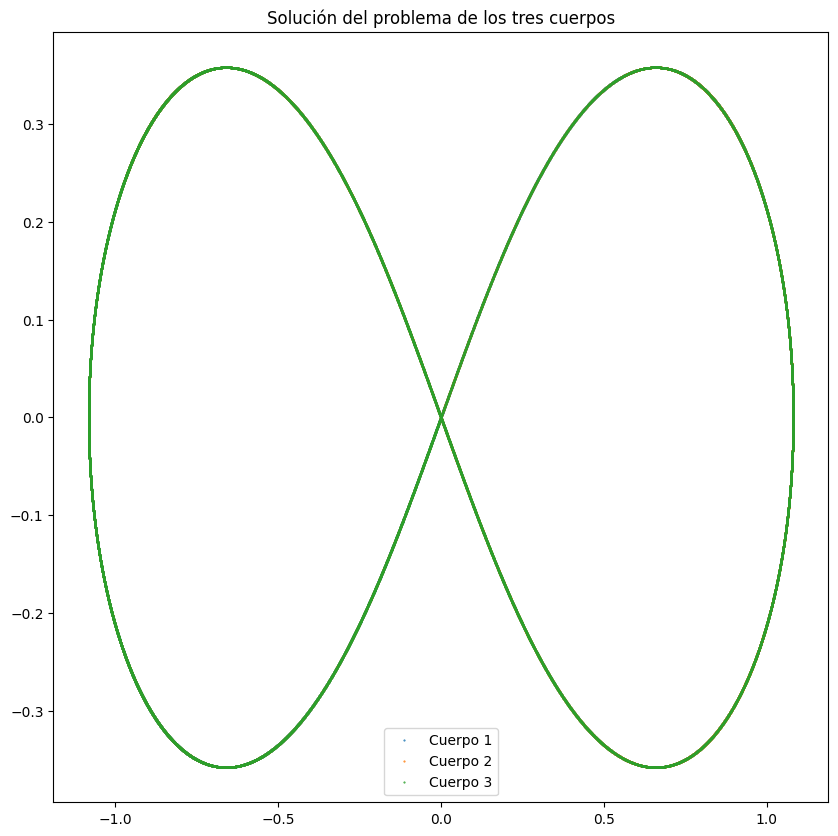 Solución del problema de los tres cuerpos
0.3
0.2
0.1
0.0
−0.1
−0.2
−0.3
Cuerpo 1
Cuerpo 2
Cuerpo 3
−1.0 −0.5 0.0 0.5 1.0